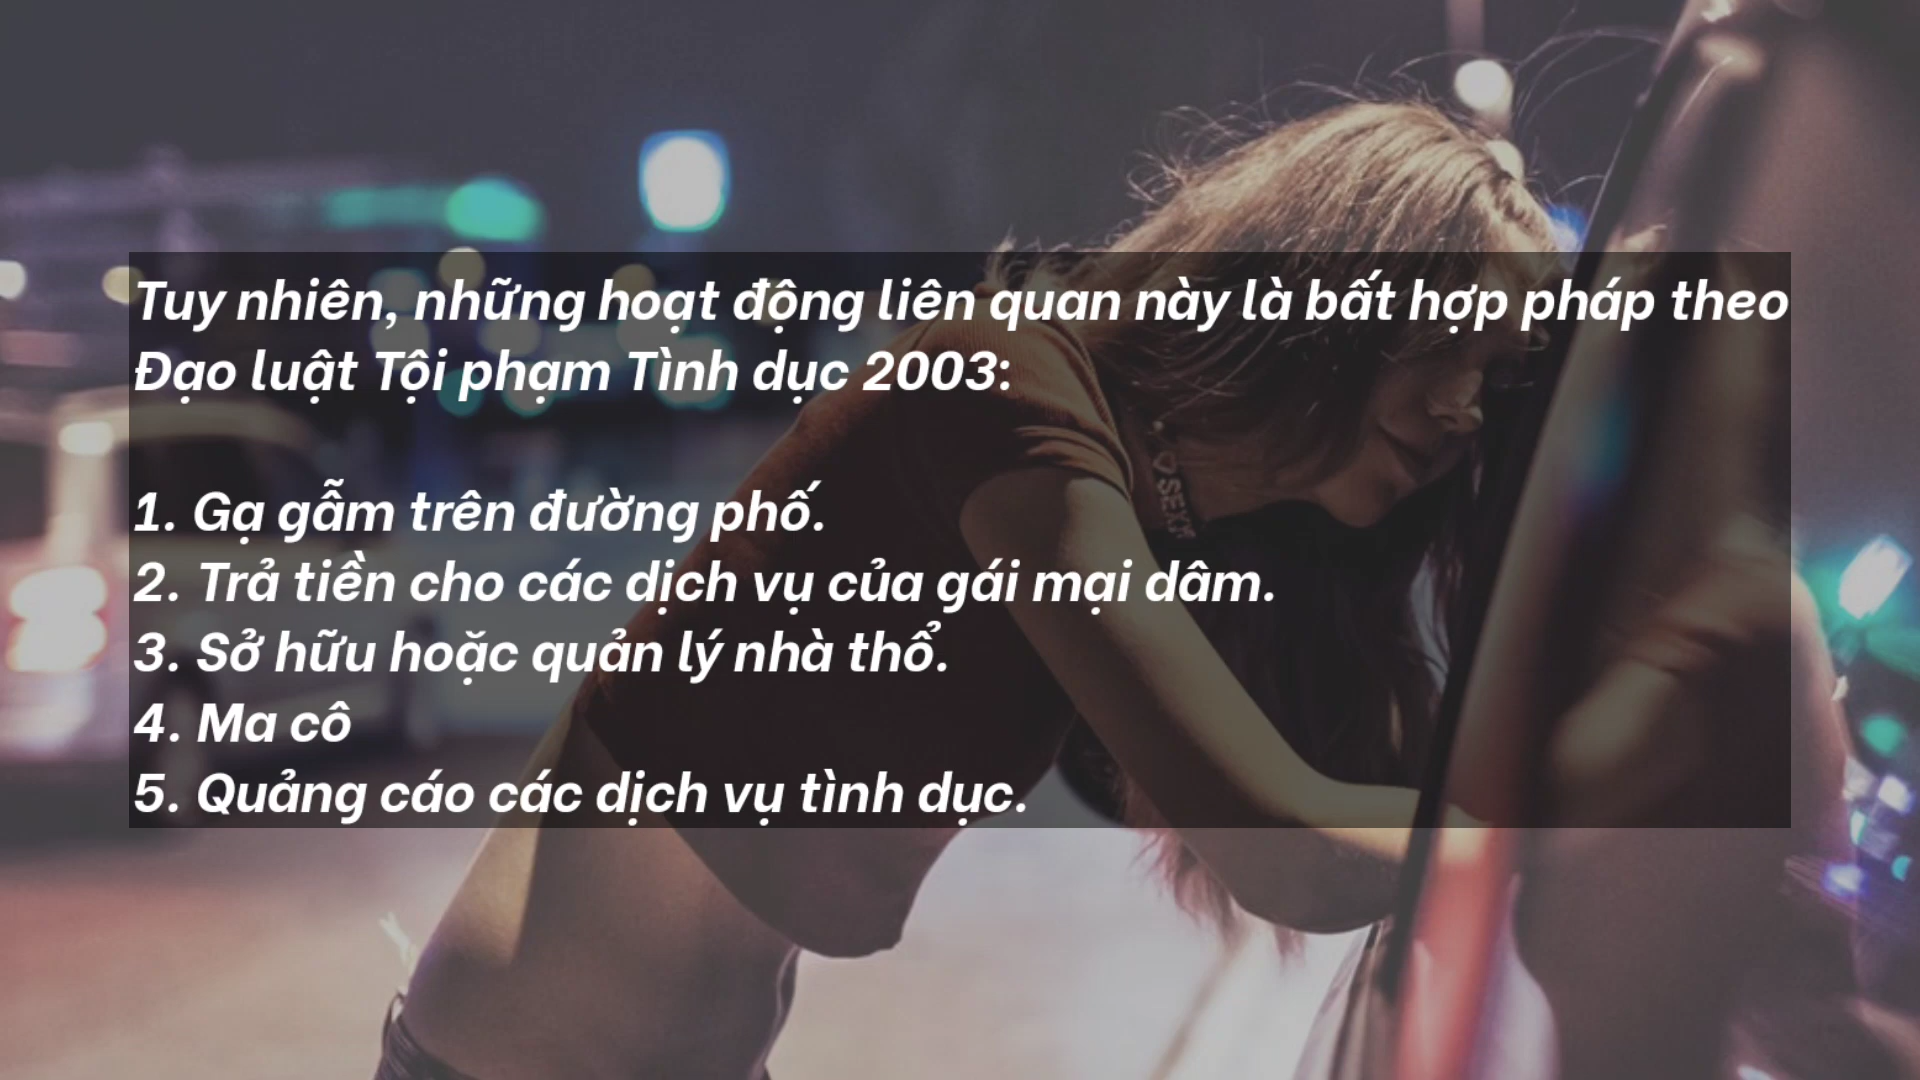 Tuy nhiên, những hoạt động liên quan này là bất hợp pháp theo
Đạo luật Tội phạm Tình dục 2003:
1. Gạ gẫm trên đường phố.
2. Trả tiền cho các dịch vụ của gái mại dâm.
3. Sở hữu hoặc quản lý nhà thổ.
4. Ma cô
5. Quảng cáo các dịch vụ tình dục.
SEXY